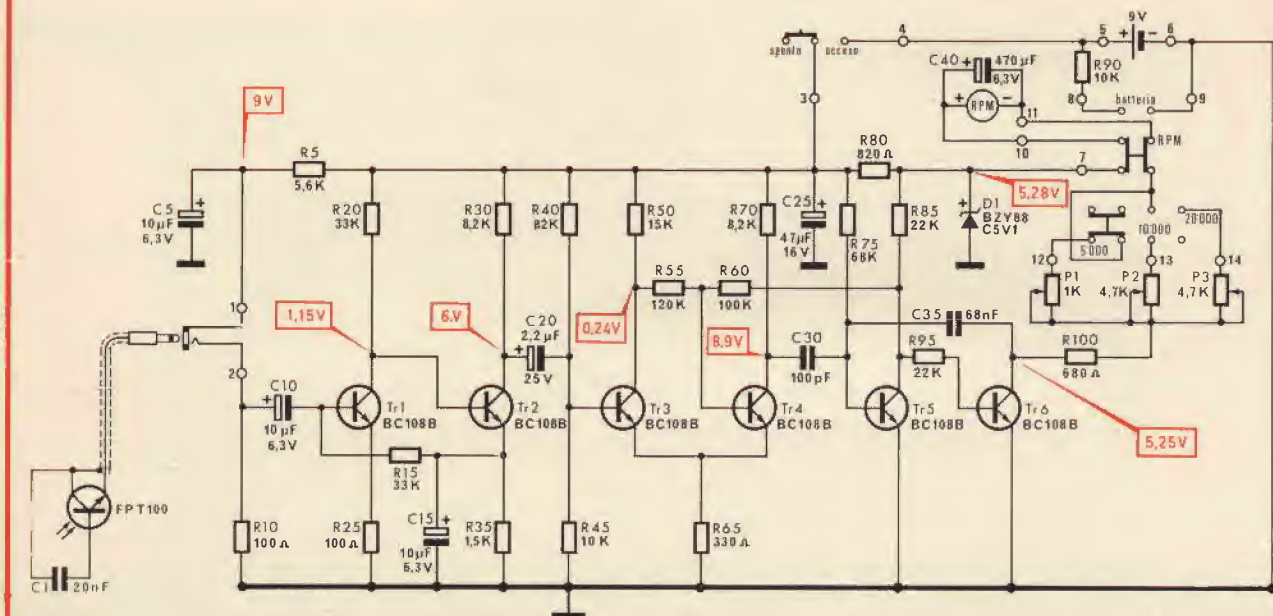 spento
acceso
4
5
9V
6
+
-
C40
+
470µF
6,3V
R90
10K
3
+
RPM
-
8
batteria
9
11
10
RPM
9V
R5
5,6K
R80
820Ω
7
5,28V
C5
+
10µF
6,3V
R20
33K
R30
8,2K
R40
82K
R50
15K
R70
8,2K
C25
+
47µF
16V
R75
68K
R85
22K
+
D1
BZY88
C5V1
5000
10000
20000
12
13
14
P1
1K
P2
4,7K
P3
4,7K
R55
120K
R60
100K
1
1,15V
6V
C20
2,2µF
+
25V
0,24V
8,9V
C30
100pF
C35
68nF
R95
22K
R100
680Ω
2
C10
+
10µF
6,3V
Tr1
BC108B
Tr2
BC108B
Tr3
BC108B
Tr4
BC108B
Tr5
BC108B
Tr6
BC108B
5,25V
R15
33K
FPT100
C1
20nF
R10
100Ω
R25
100Ω
C15
+
10µF
6,3V
R35
1,5K
R45
10K
R65
330Ω